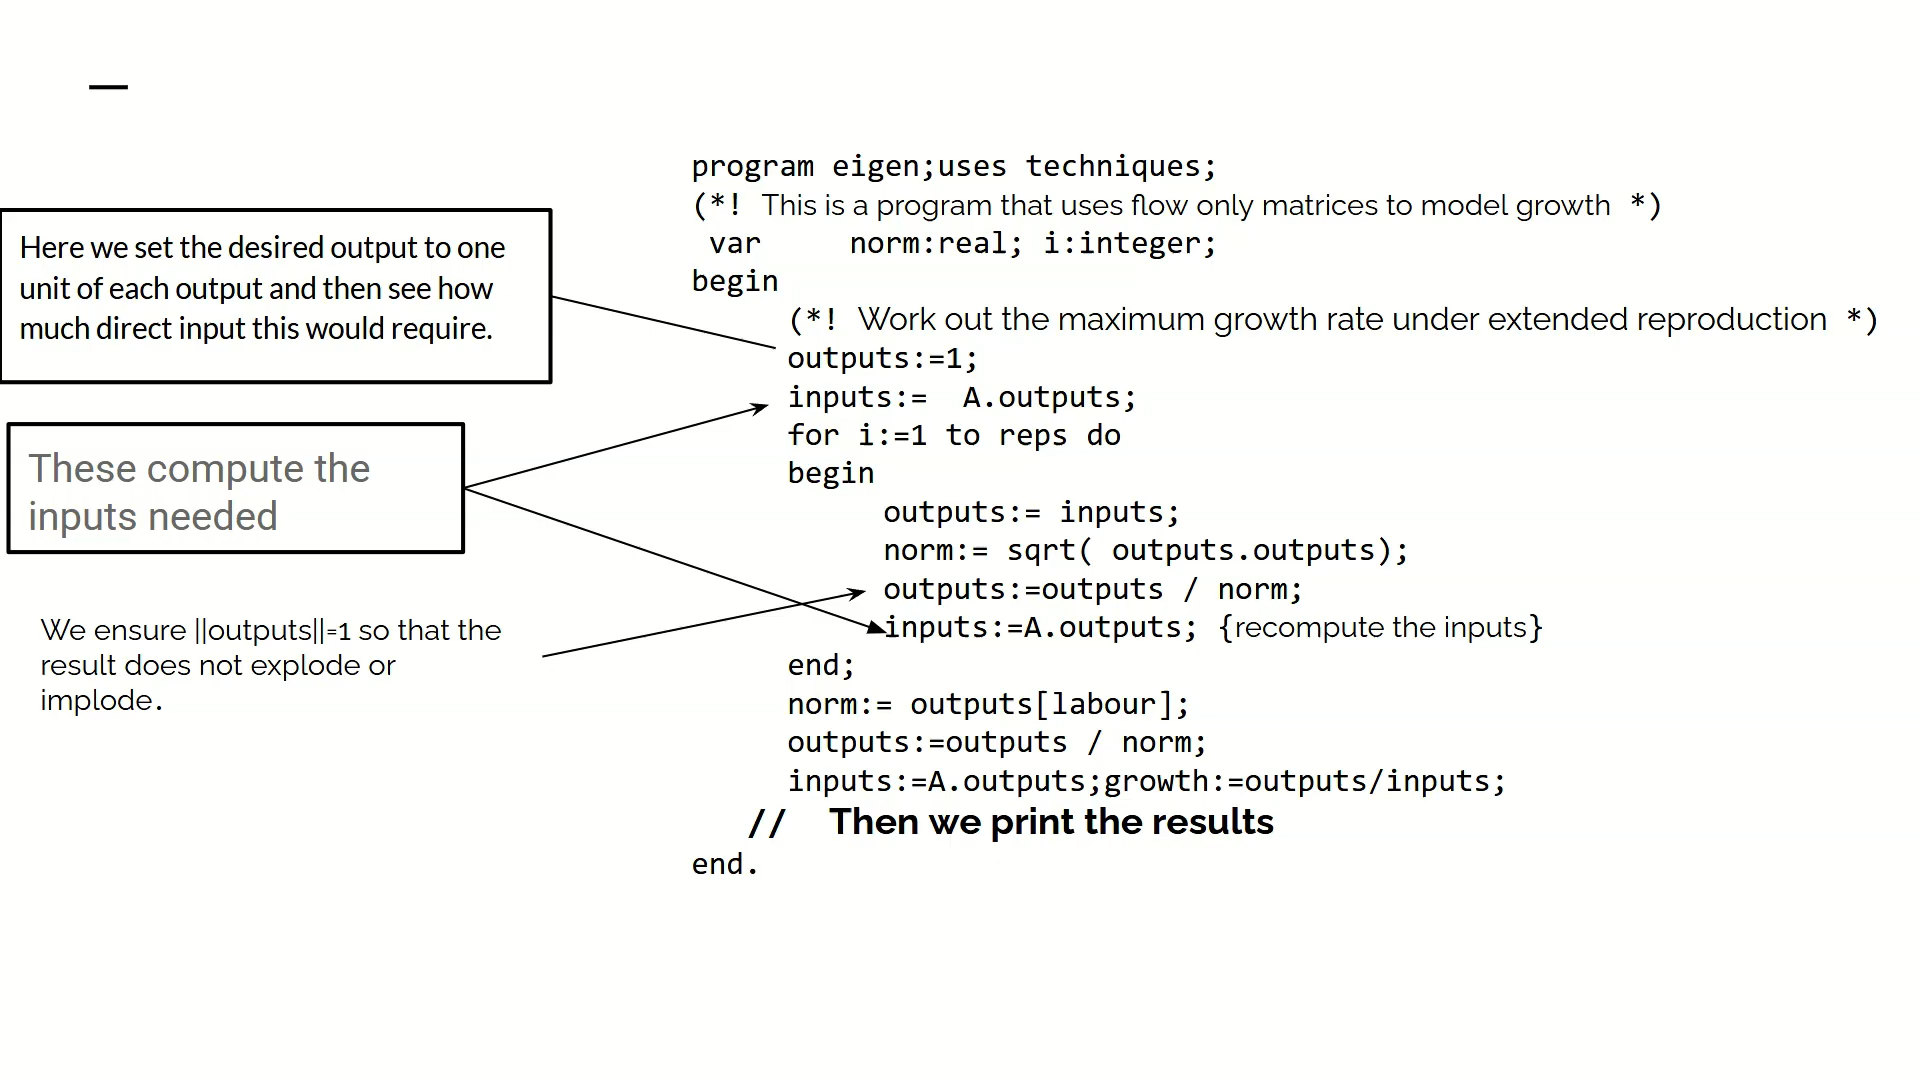 Here we set the desired output to one
unit of each output and then see how
much direct input this would require.
These compute the
inputs needed
We ensure ||outputs||=1 so that the
result does not explode or
implode.
program eigen;uses techniques;
(*! This is a program that uses flow only matrices to model growth *)
var norm:real; i:integer;
begin
(*! Work out the maximum growth rate under extended reproduction *)
outputs:=1;
inputs:= A.outputs;
for i:=1 to reps do
begin
outputs:= inputs;
norm:= sqrt( outputs.outputs);
outputs:=outputs / norm;
inputs:=A.outputs; {recompute the inputs}
end;
norm:= outputs[labour];
outputs:=outputs / norm;
inputs:=A.outputs;growth:=outputs/inputs;
// Then we print the results
end.